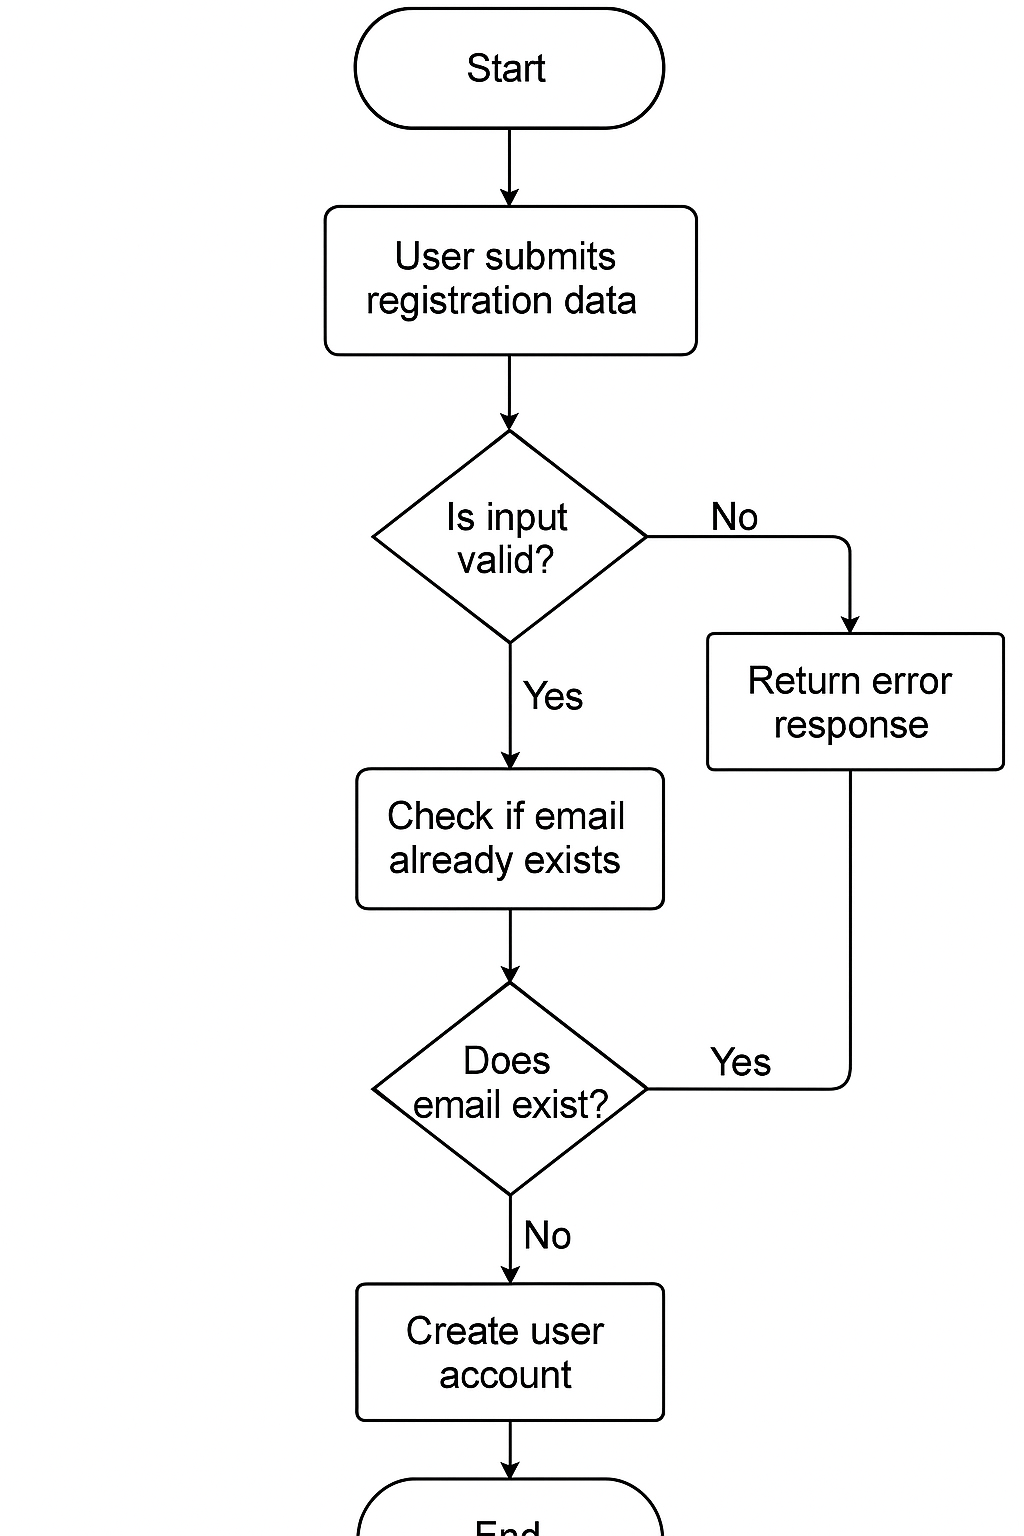 Start
User submits
registration data
Is input
valid?
No
Yes
Return error
response
Check if email
already exists
Does
email exist?
Yes
No
Create user
account
End